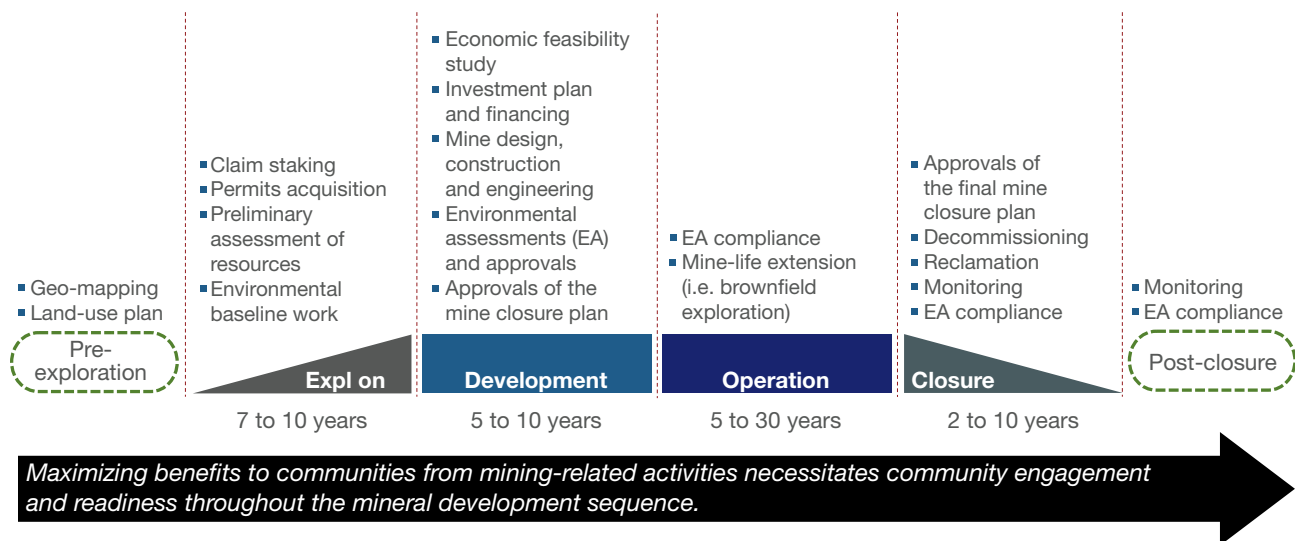 Geo-mapping
Land-use plan
Pre-
exploration
Claim staking
Permits acquisition
Preliminary
assessment of
resources
Environmental
baseline work
Expl on
7 to 10 years
Economic feasibility
study
Investment plan
and financing
Mine design,
construction
and engineering
Environmental
assessments (EA)
and approvals
Approvals of the
mine closure plan
Development
5 to 10 years
EA compliance
Mine-life extension
(i.e. brownfield
exploration)
Operation
5 to 30 years
Approvals of
the final mine
closure plan
Decommissioning
Reclamation
Monitoring
EA compliance
Closure
2 to 10 years
Monitoring
EA compliance
Post-closure
Maximizing benefits to communities from mining-related activities necessitates community engagement
and readiness throughout the mineral development sequence.